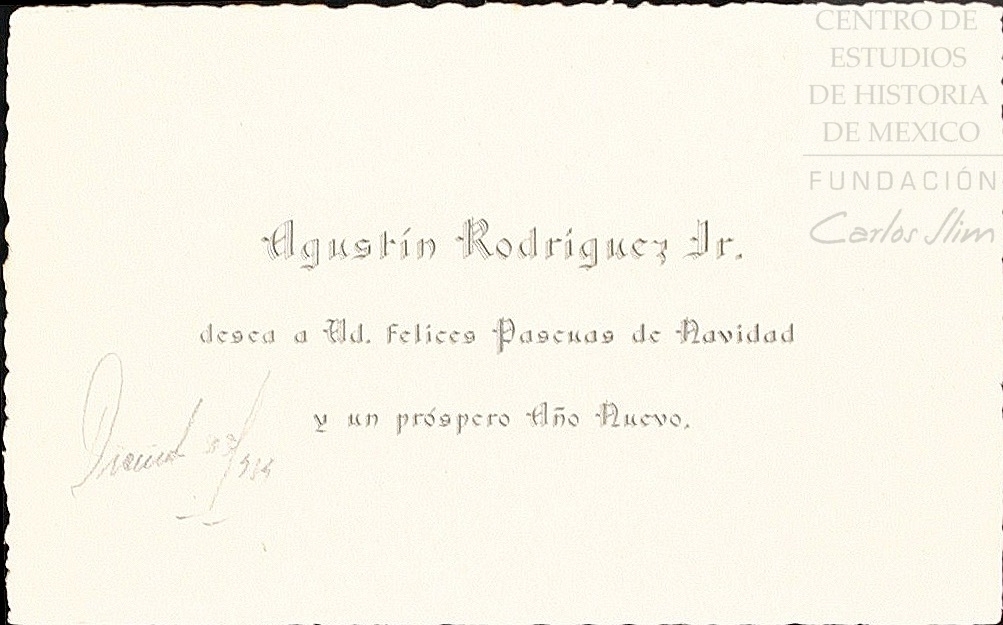 CENTRO DE
ESTUDIOS
DE HISTORIA
DE MEXICO
FUNDACIÓN
Carlos Slim
Agustín Rodríguez Jr.
desea a Ud. Felices Pascuas de Navidad
y un próspero Año Nuevo.